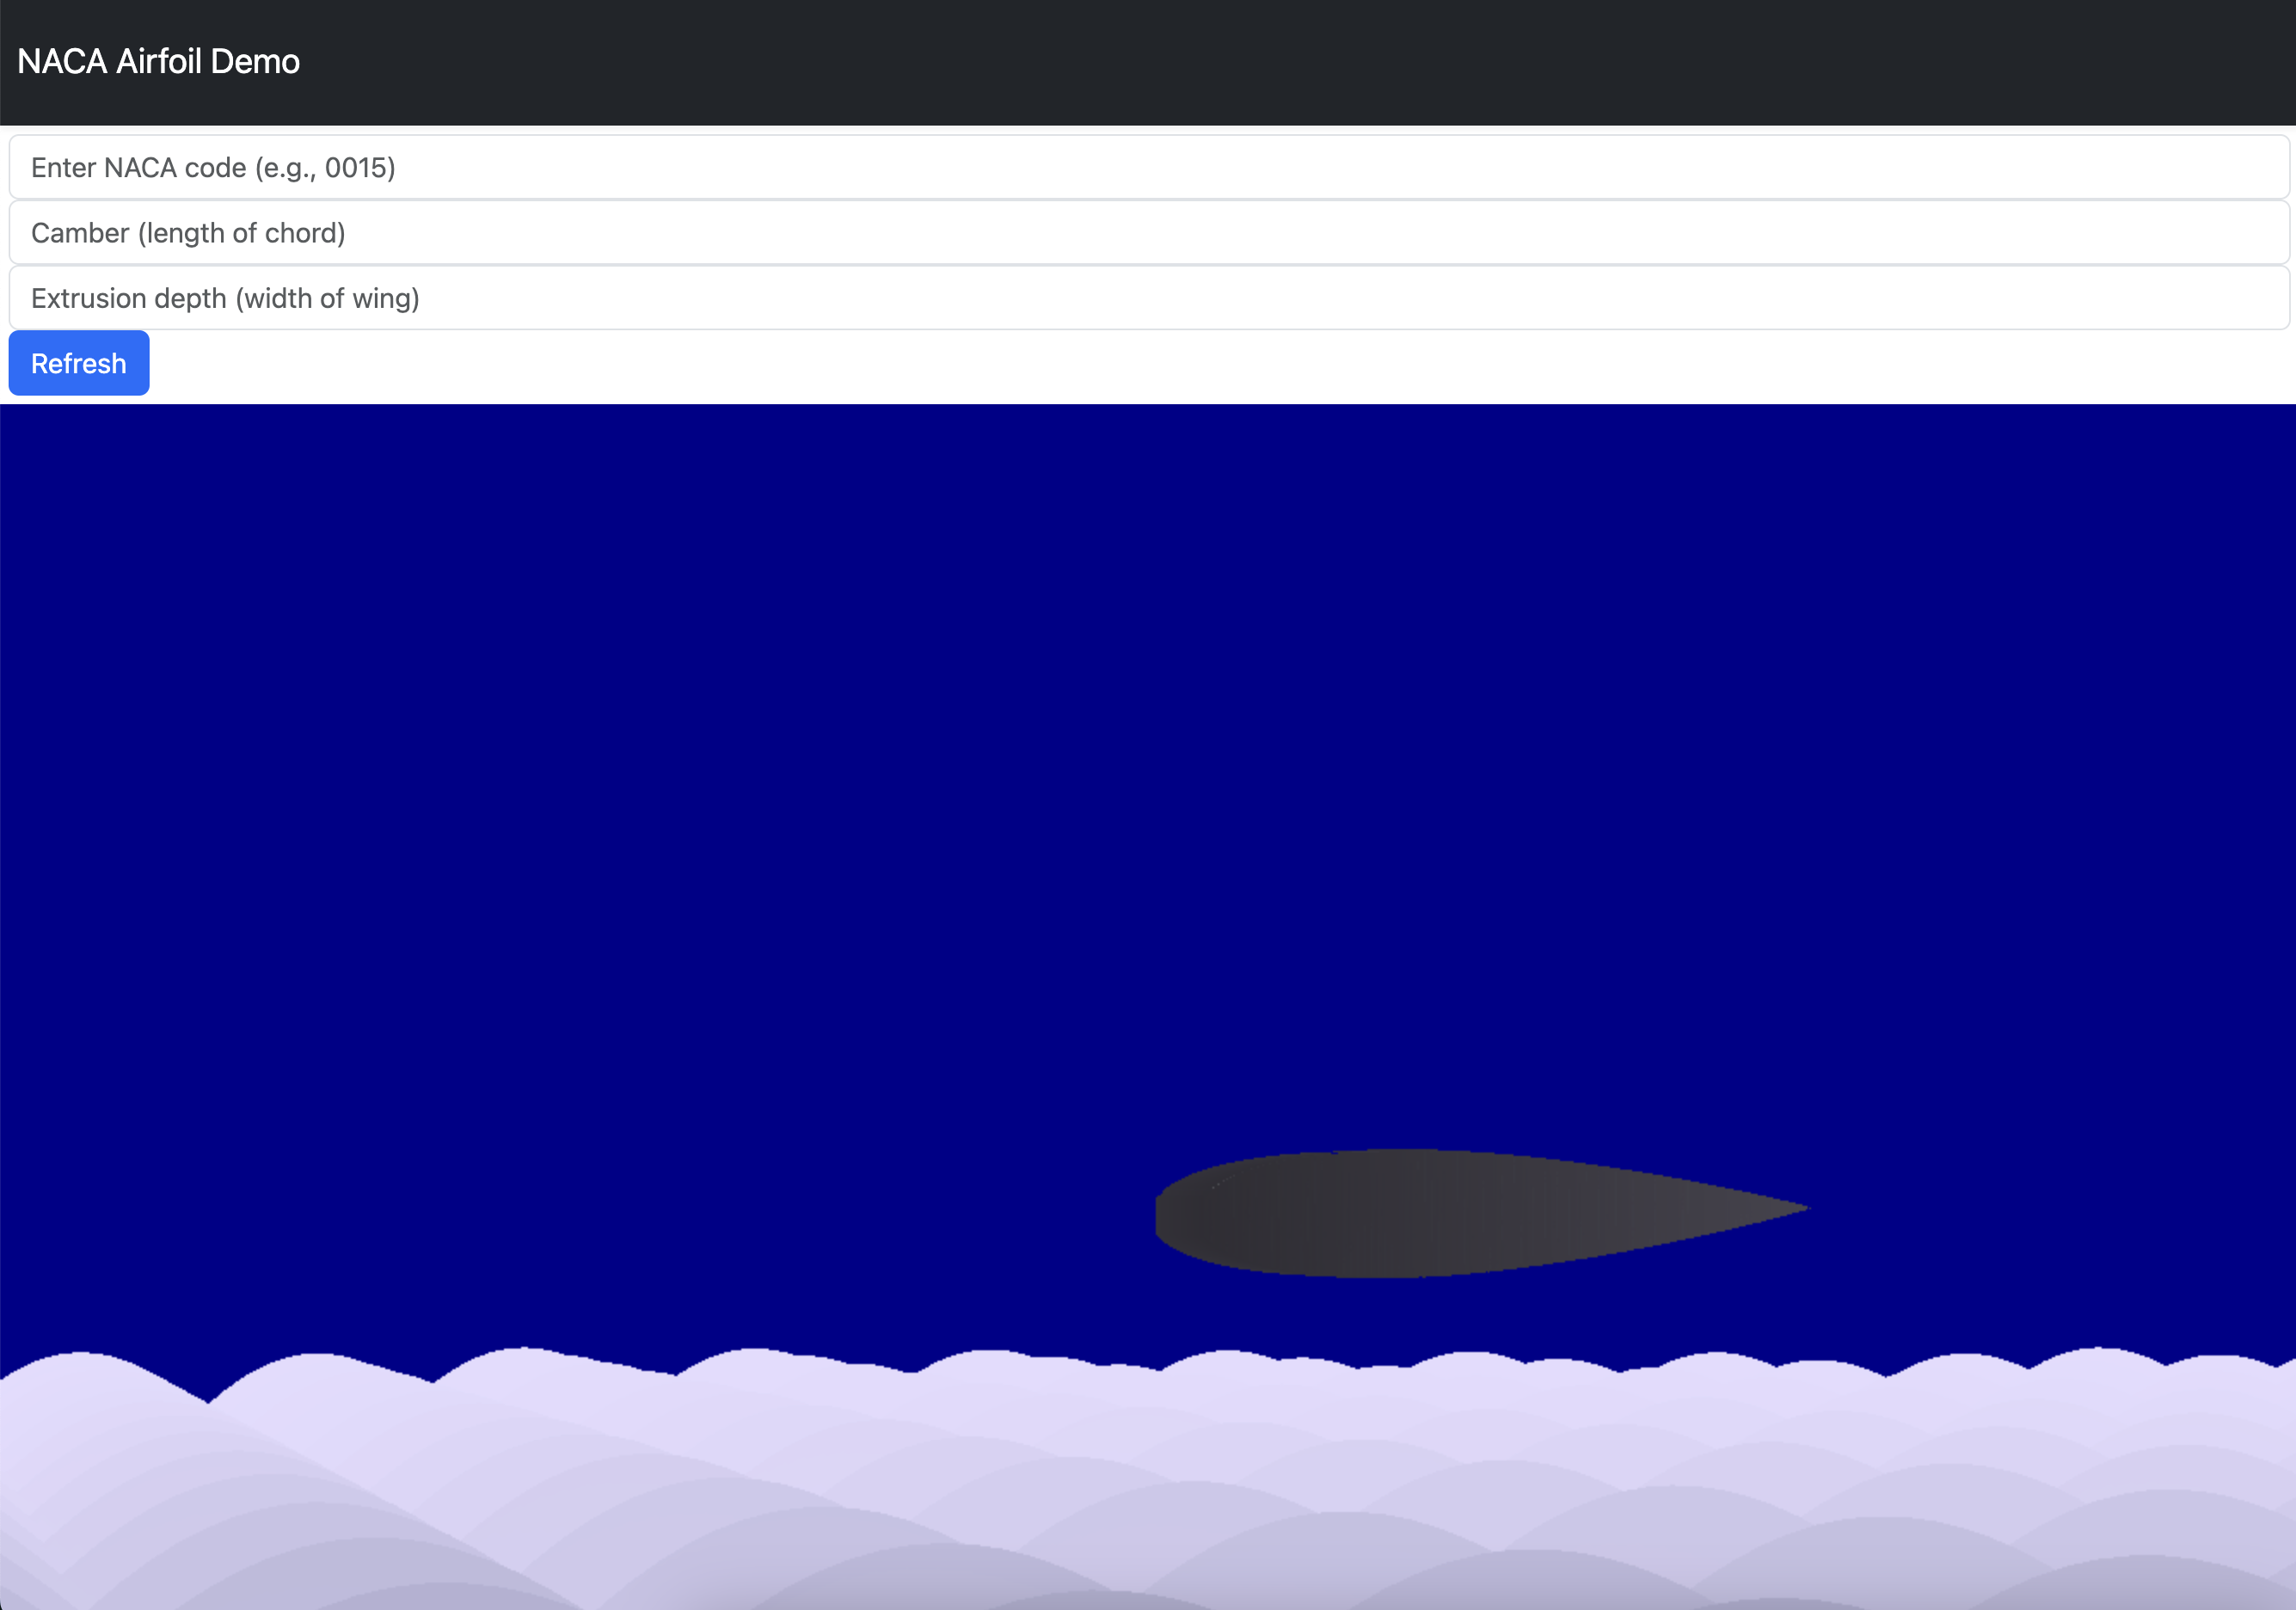 NACA Airfoil Demo
Enter NACA code (e.g., 0015)
Camber (length of chord)
Extrusion depth (width of wing)
Refresh